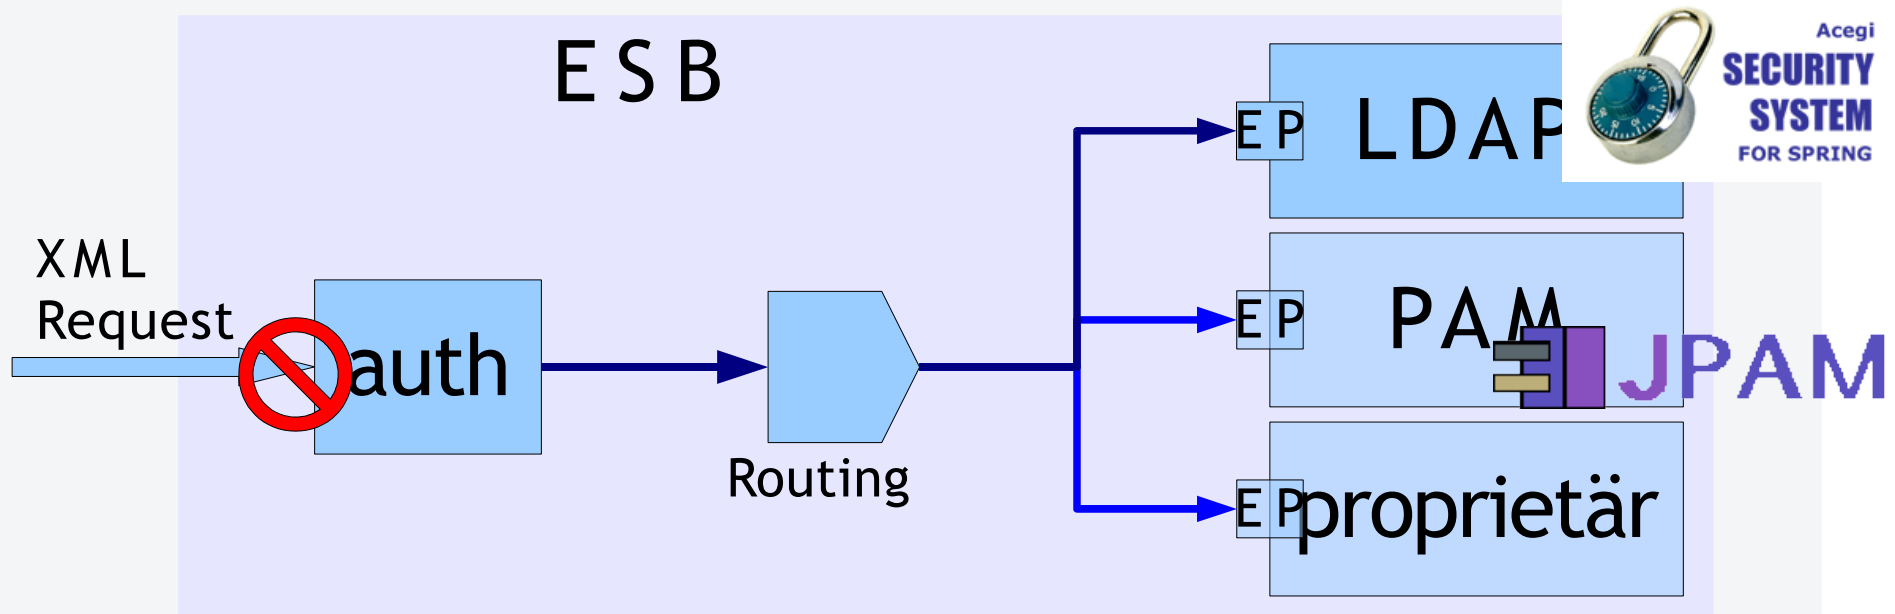 ESB
XML
Request
auth
Routing
EP
LDAP
Acegi
SECURITY
SYSTEM
FOR SPRING
EP
PAM
JPAM
EP
proprietär